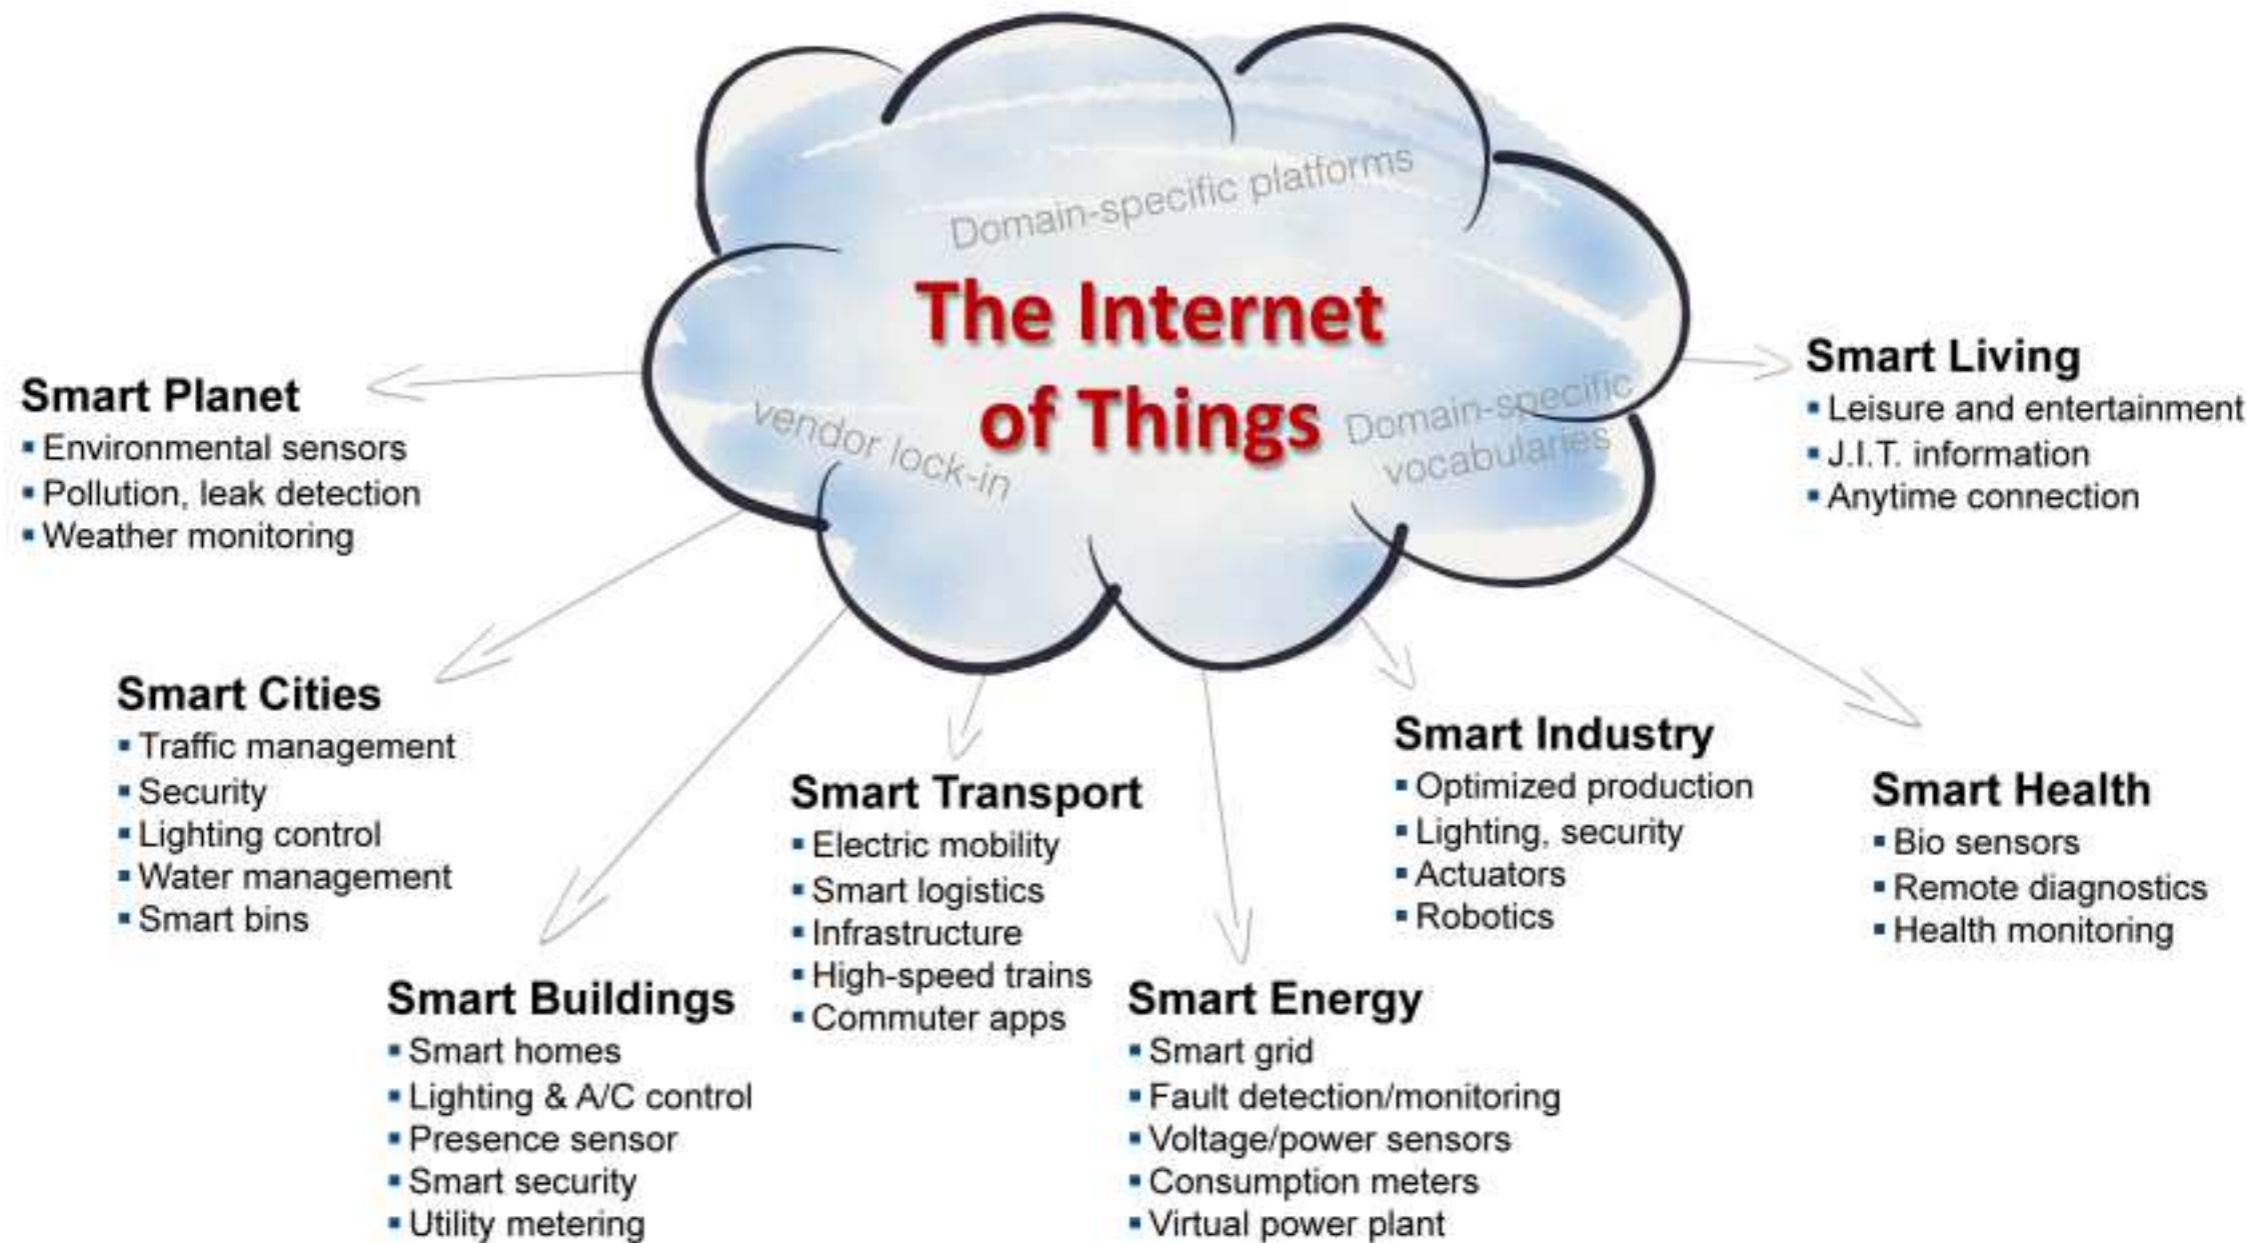 Domain-specific platforms
The Internet
of Things
vendor lock-in
Domain-specific
vocabularies
Smart Planet
▪ Environmental sensors
▪ Pollution, leak detection
▪ Weather monitoring
Smart Cities
▪ Traffic management
▪ Security
▪ Lighting control
▪ Water management
▪ Smart bins
Smart Buildings
▪ Smart homes
▪ Lighting & A/C control
▪ Presence sensor
▪ Smart security
▪ Utility metering
Smart Transport
▪ Electric mobility
▪ Smart logistics
▪ Infrastructure
▪ High-speed trains
▪ Commuter apps
Smart Energy
▪ Smart grid
▪ Fault detection/monitoring
▪ Voltage/power sensors
▪ Consumption meters
▪ Virtual power plant
Smart Industry
▪ Optimized production
▪ Lighting, security
▪ Actuators
▪ Robotics
Smart Health
▪ Bio sensors
▪ Remote diagnostics
▪ Health monitoring
Smart Living
▪ Leisure and entertainment
▪ J.I.T. information
▪ Anytime connection